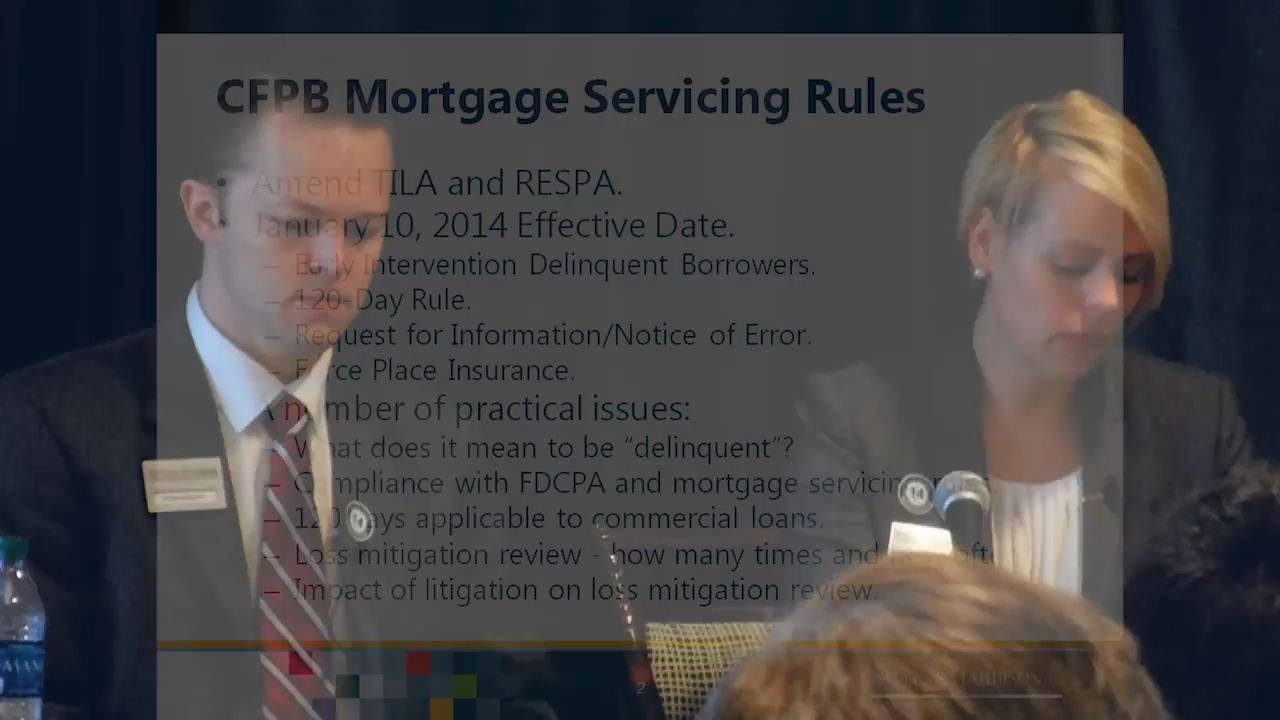 CFPB Mortgage Servicing Rules
• Amend TILA and RESPA.
• January 10, 2014 Effective Date.
– Early Intervention Delinquent Borrowers.
– 120-Day Rule.
– Request for Information/Notice of Error.
– Force Place Insurance.
A number of practical issues:
– What does it mean to be “delinquent”?
– Compliance with FDCPA and mortgage servicing rules
– 120 days applicable to commercial loans.
– Loss mitigation review - how many times and
– Impact of litigation on loss mitigation review.
2